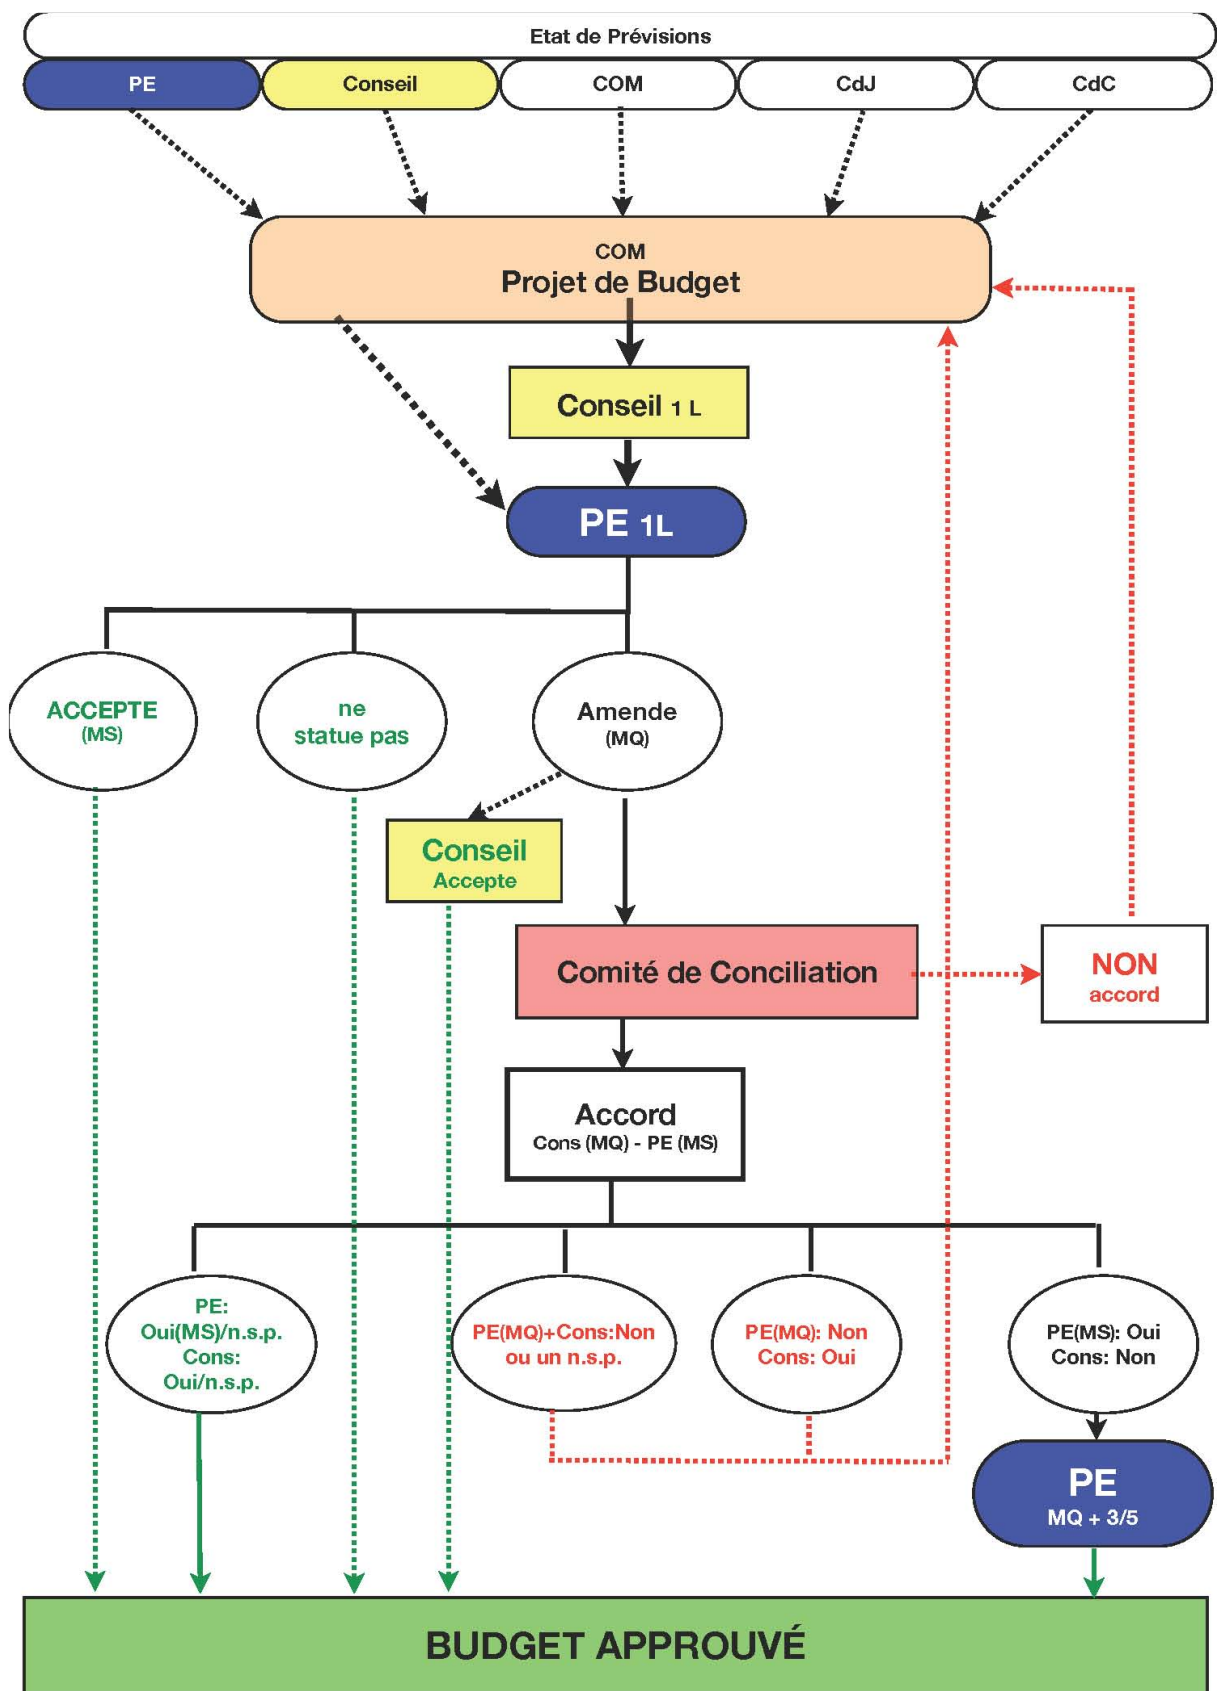 Etat de Prévisions
PE
Conseil
COM
CdJ
CdC
COM
Projet de Budget
Conseil 1 L
PE 1L
ACCEPTE
(MS)
ne
statue pas
Amende
(MQ)
Conseil
Accepte
Comité de Conciliation
NON
accord
Accord
Cons (MQ) - PE (MS)
PE:
Oui(MS)/n.s.p.
Cons:
Oui/n.s.p.
PE(MQ)+Cons:Non
ou un n.s.p.
PE(MQ): Non
Cons: Oui
PE(MS): Oui
Cons: Non
PE
MQ + 3/5
BUDGET APPROUVÉ